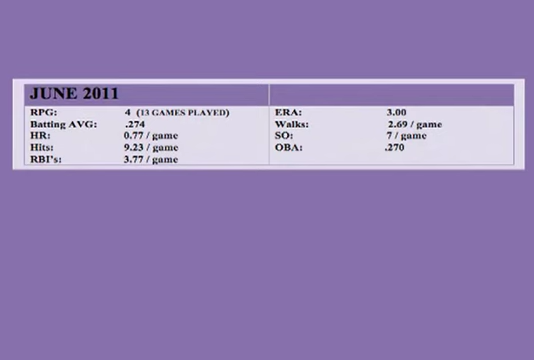 JUNE 2011
RPG: 4 (13 GAMES PLAYED) ERA: 3.00
Batting AVG: .274 Walks: 2.69 / game
HR: 0.77 / game SO: 7 / game
Hits: 9.23 / game OBA: .270
RBI's: 3.77 / game